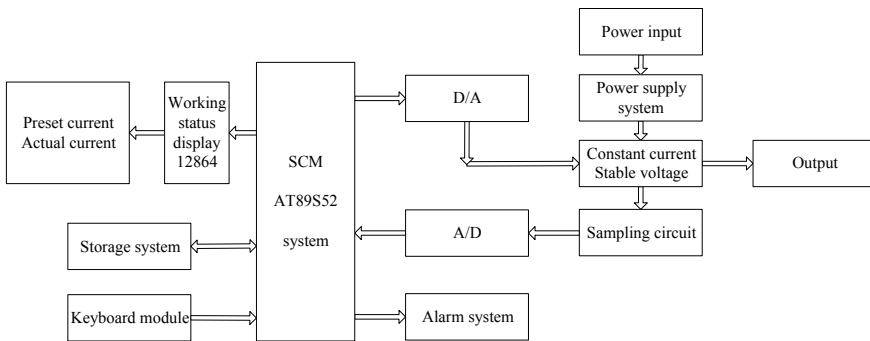 Power input
Power supply
system
Constant current
Stable voltage
Output
Sampling circuit
D/A
A/D
Alarm system
SCM
AT89S52
system
Working
status
display
12864
Preset current
Actual current
Storage system
Keyboard module